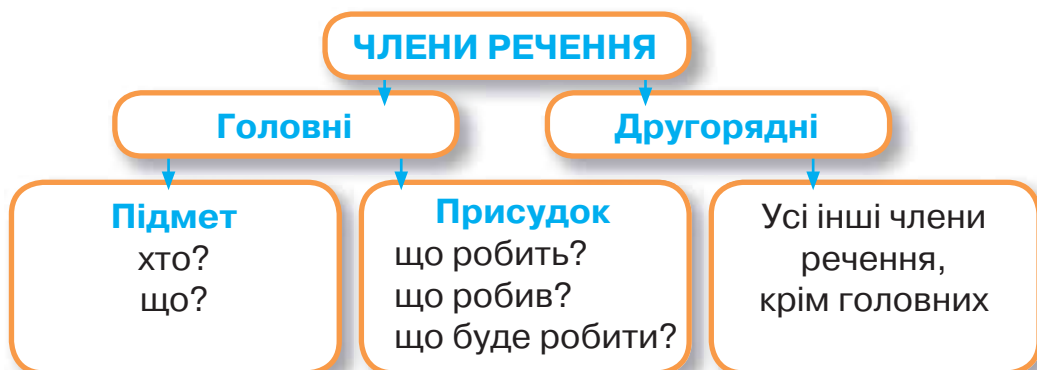 ЧЛЕНИ РЕЧЕННЯ
Головні
Другорядні
Підмет
хто?
що?
Присудок
що робить?
що робив?
що буде робити?
Усі інші члени
речення,
крім головних